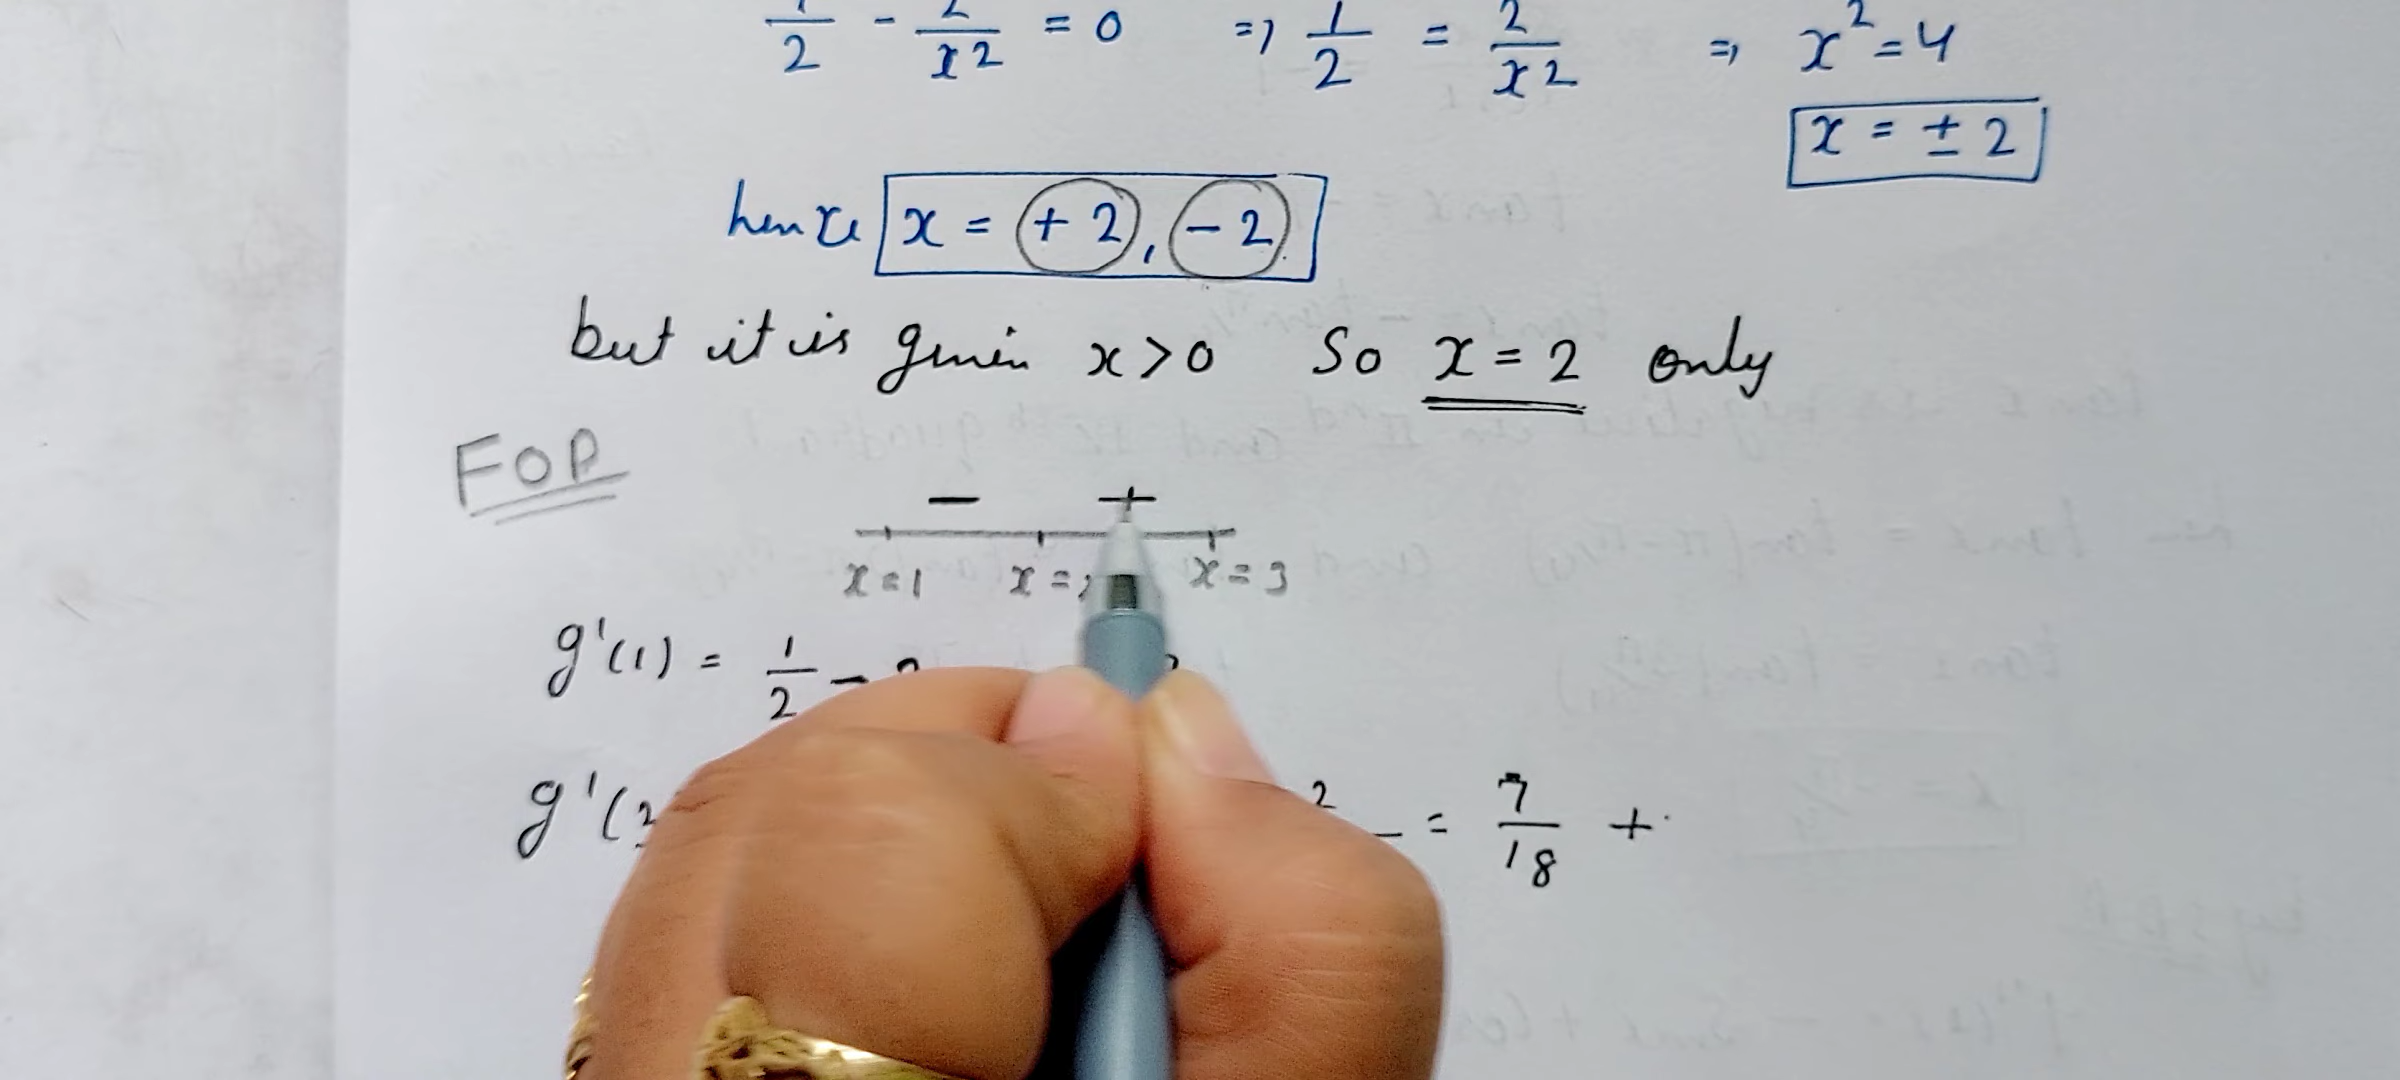 1/2 - 2/x2 = 0 ⇒ 1/2 = 2/x2 ⇒ x² = 4
x = ± 2
hence x = +2, -2
but it is given x>0 So x = 2 only
FOP
- +
x=1 x= x=3
g'(1) = 1/2 -
g'( 2 = 7/18 +